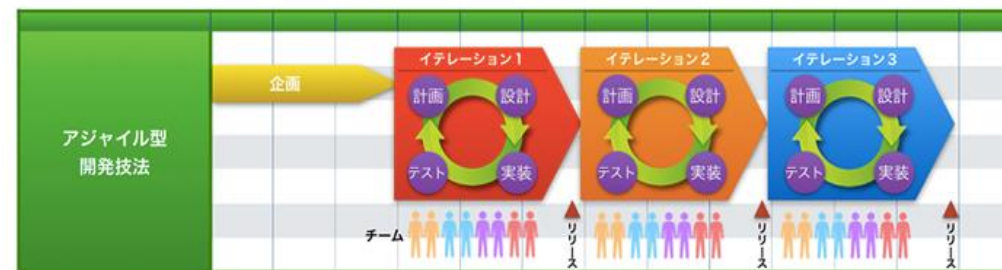 アジャイル型
開発技法
企画
イテレーション1
計画
設計
テスト
実装
イテレーション2
計画
設計
テスト
実装
イテレーション3
計画
設計
テスト
実装
チーム
リリース
リリース
リリース